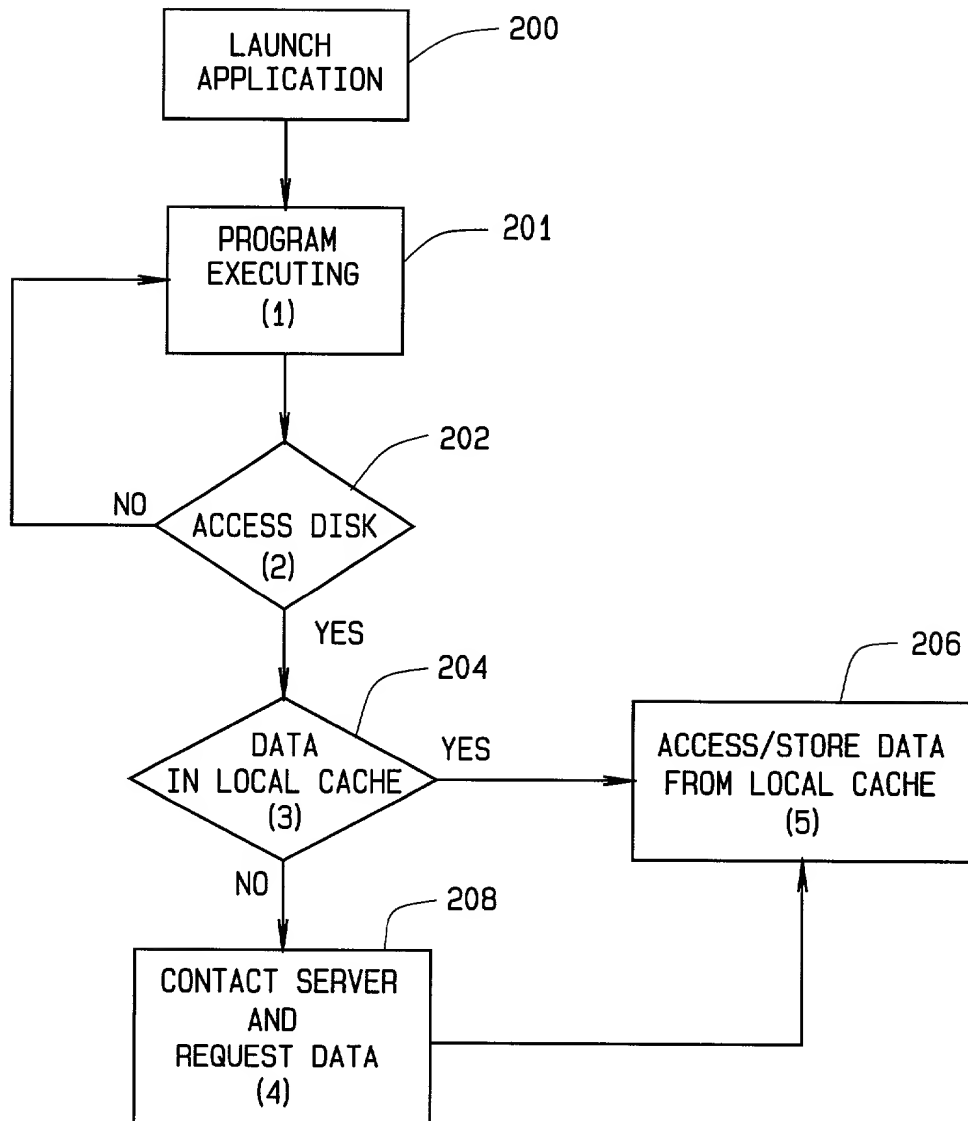 LAUNCH
APPLICATION
200
PROGRAM
EXECUTING
(1)
201
202
NO
ACCESS DISK
(2)
YES
204
206
DATA
IN LOCAL CACHE
(3)
YES
ACCESS/STORE DATA
FROM LOCAL CACHE
(5)
NO
208
CONTACT SERVER
AND
REQUEST DATA
(4)